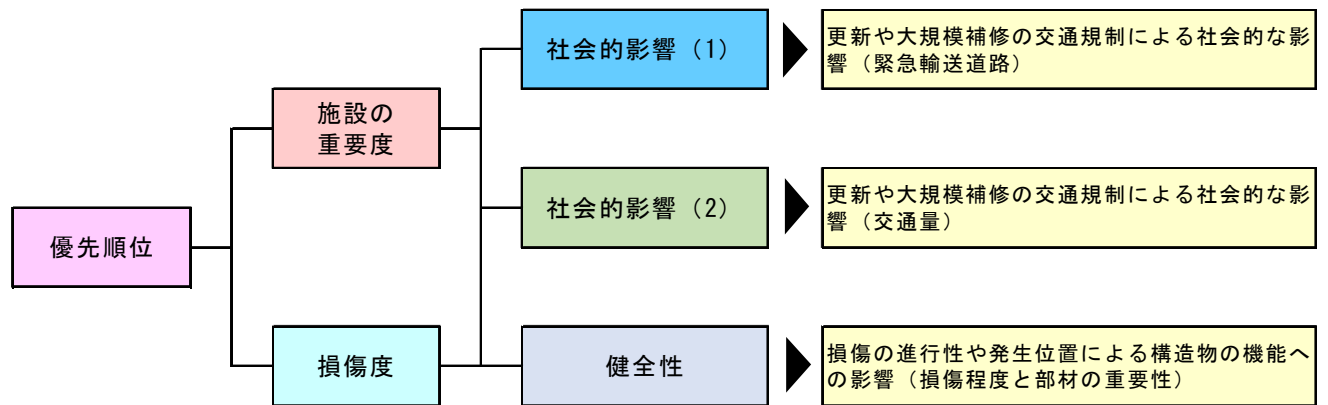 優先順位
施設の
重要度
損傷度
社会的影響（1）
更新や大規模補修の交通規制による社会的な影
響（緊急輸送道路）
社会的影響（2）
更新や大規模補修の交通規制による社会的な影
響（交通量）
健全性
損傷の進行性や発生位置による構造物の機能へ
の影響（損傷程度と部材の重要性）